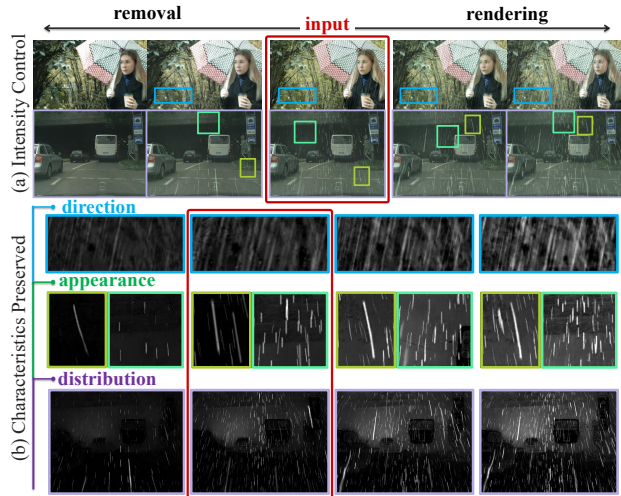 removal
rendering
input
(a) Intensity Control
direction
appearance
distribution
(b) Characteristics Preserved